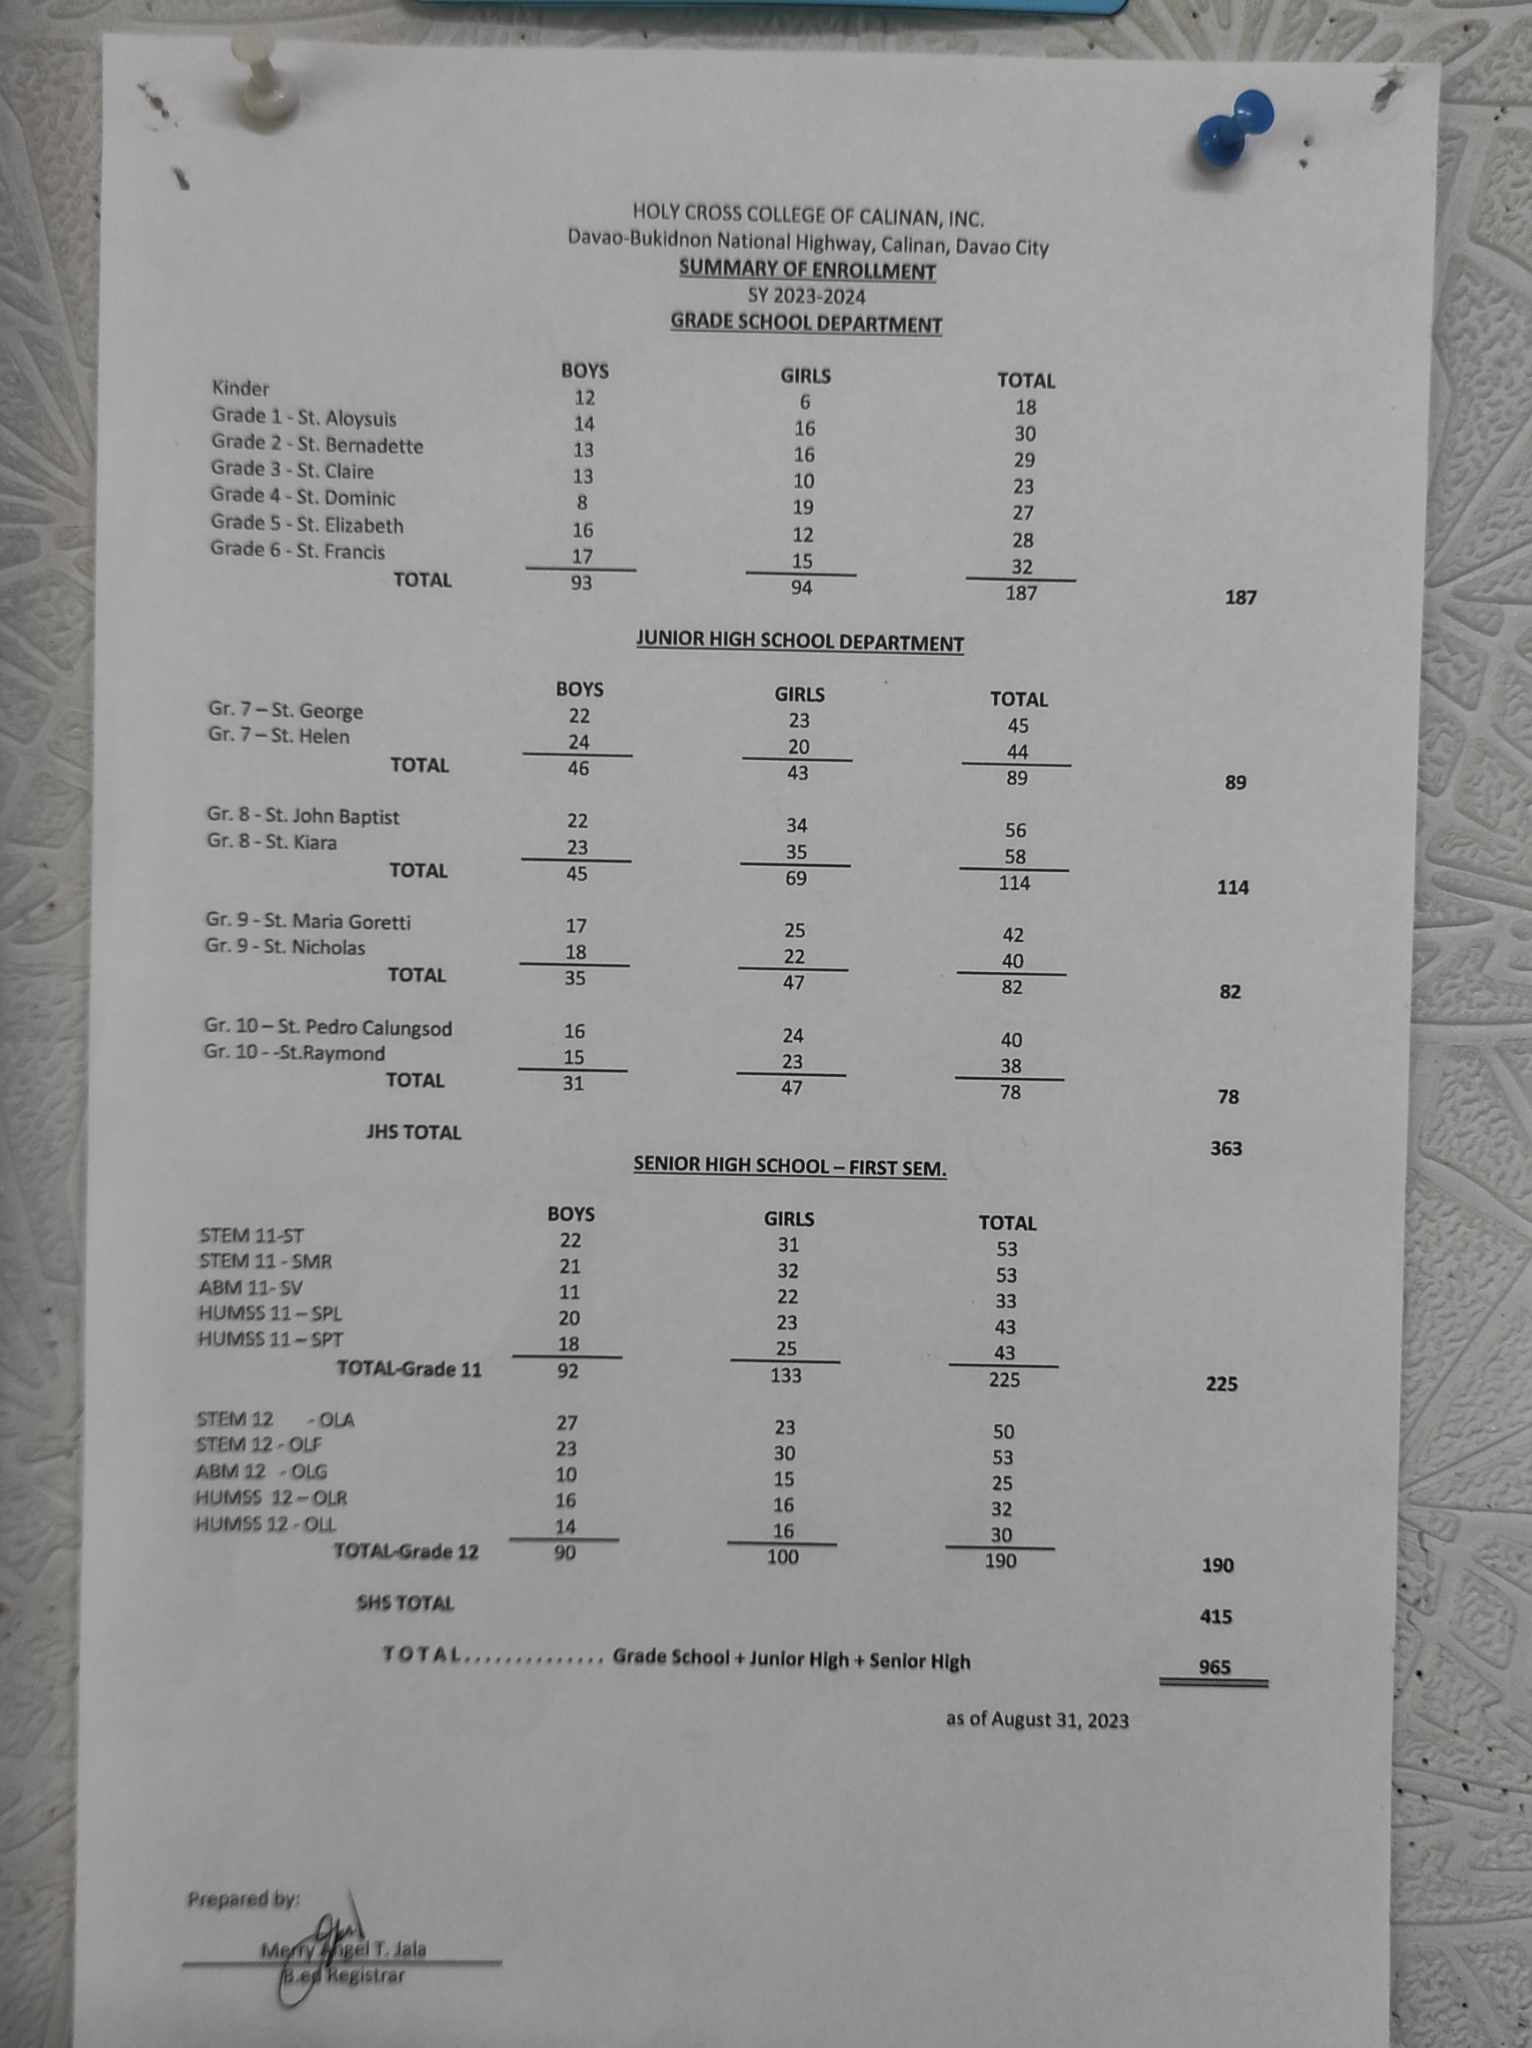 HOLY CROSS COLLEGE OF CALINAN, INC.
Davao-Bukidnon National Highway, Calinan, Davao City
SUMMARY OF ENROLLMENT
SY 2023-2024
GRADE SCHOOL DEPARTMENT
BOYS GIRLS TOTAL
Kinder 12 6 18
Grade 1 - St. Aloysuis 14 16 30
Grade 2 - St. Bernadette 13 16 29
Grade 3 - St. Claire 13 10 23
Grade 4 - St. Dominic 8 19 27
Grade 5 - St. Elizabeth 16 12 28
Grade 6 - St. Francis 17 15 32
TOTAL 93 94 187 187
JUNIOR HIGH SCHOOL DEPARTMENT
BOYS GIRLS TOTAL
Gr. 7 – St. George 22 23 45
Gr. 7 – St. Helen 24 20 44
TOTAL 46 43 89 89
Gr. 8 - St. John Baptist 22 34 56
Gr. 8 - St. Kiara 23 35 58
TOTAL 45 69 114 114
Gr. 9 - St. Maria Goretti 17 25 42
Gr. 9 - St. Nicholas 18 22 40
TOTAL 35 47 82 82
Gr. 10 – St. Pedro Calungsod 16 24 40
Gr. 10 - -St.Raymond 15 23 38
TOTAL 31 47 78 78
JHS TOTAL 363
SENIOR HIGH SCHOOL – FIRST SEM.
BOYS GIRLS TOTAL
STEM 11-ST 22 31 53
STEM 11 - SMR 21 32 53
ABM 11- SV 11 22 33
HUMSS 11 – SPL 20 23 43
HUMSS 11 – SPT 18 25 43
TOTAL-Grade 11 92 133 225 225
STEM 12 - OLA 27 23 50
STEM 12 - OLF 23 30 53
ABM 12 - OLG 10 15 25
HUMSS 12 – OLR 16 16 32
HUMSS 12 - OLL 14 16 30
TOTAL-Grade 12 90 100 190 190
SHS TOTAL 415
T O T A L . . . . . . . . . . . . . . Grade School + Junior High + Senior High 965
as of August 31, 2023
Prepared by:
Merry Angel T. Jala
B.ed Registrar